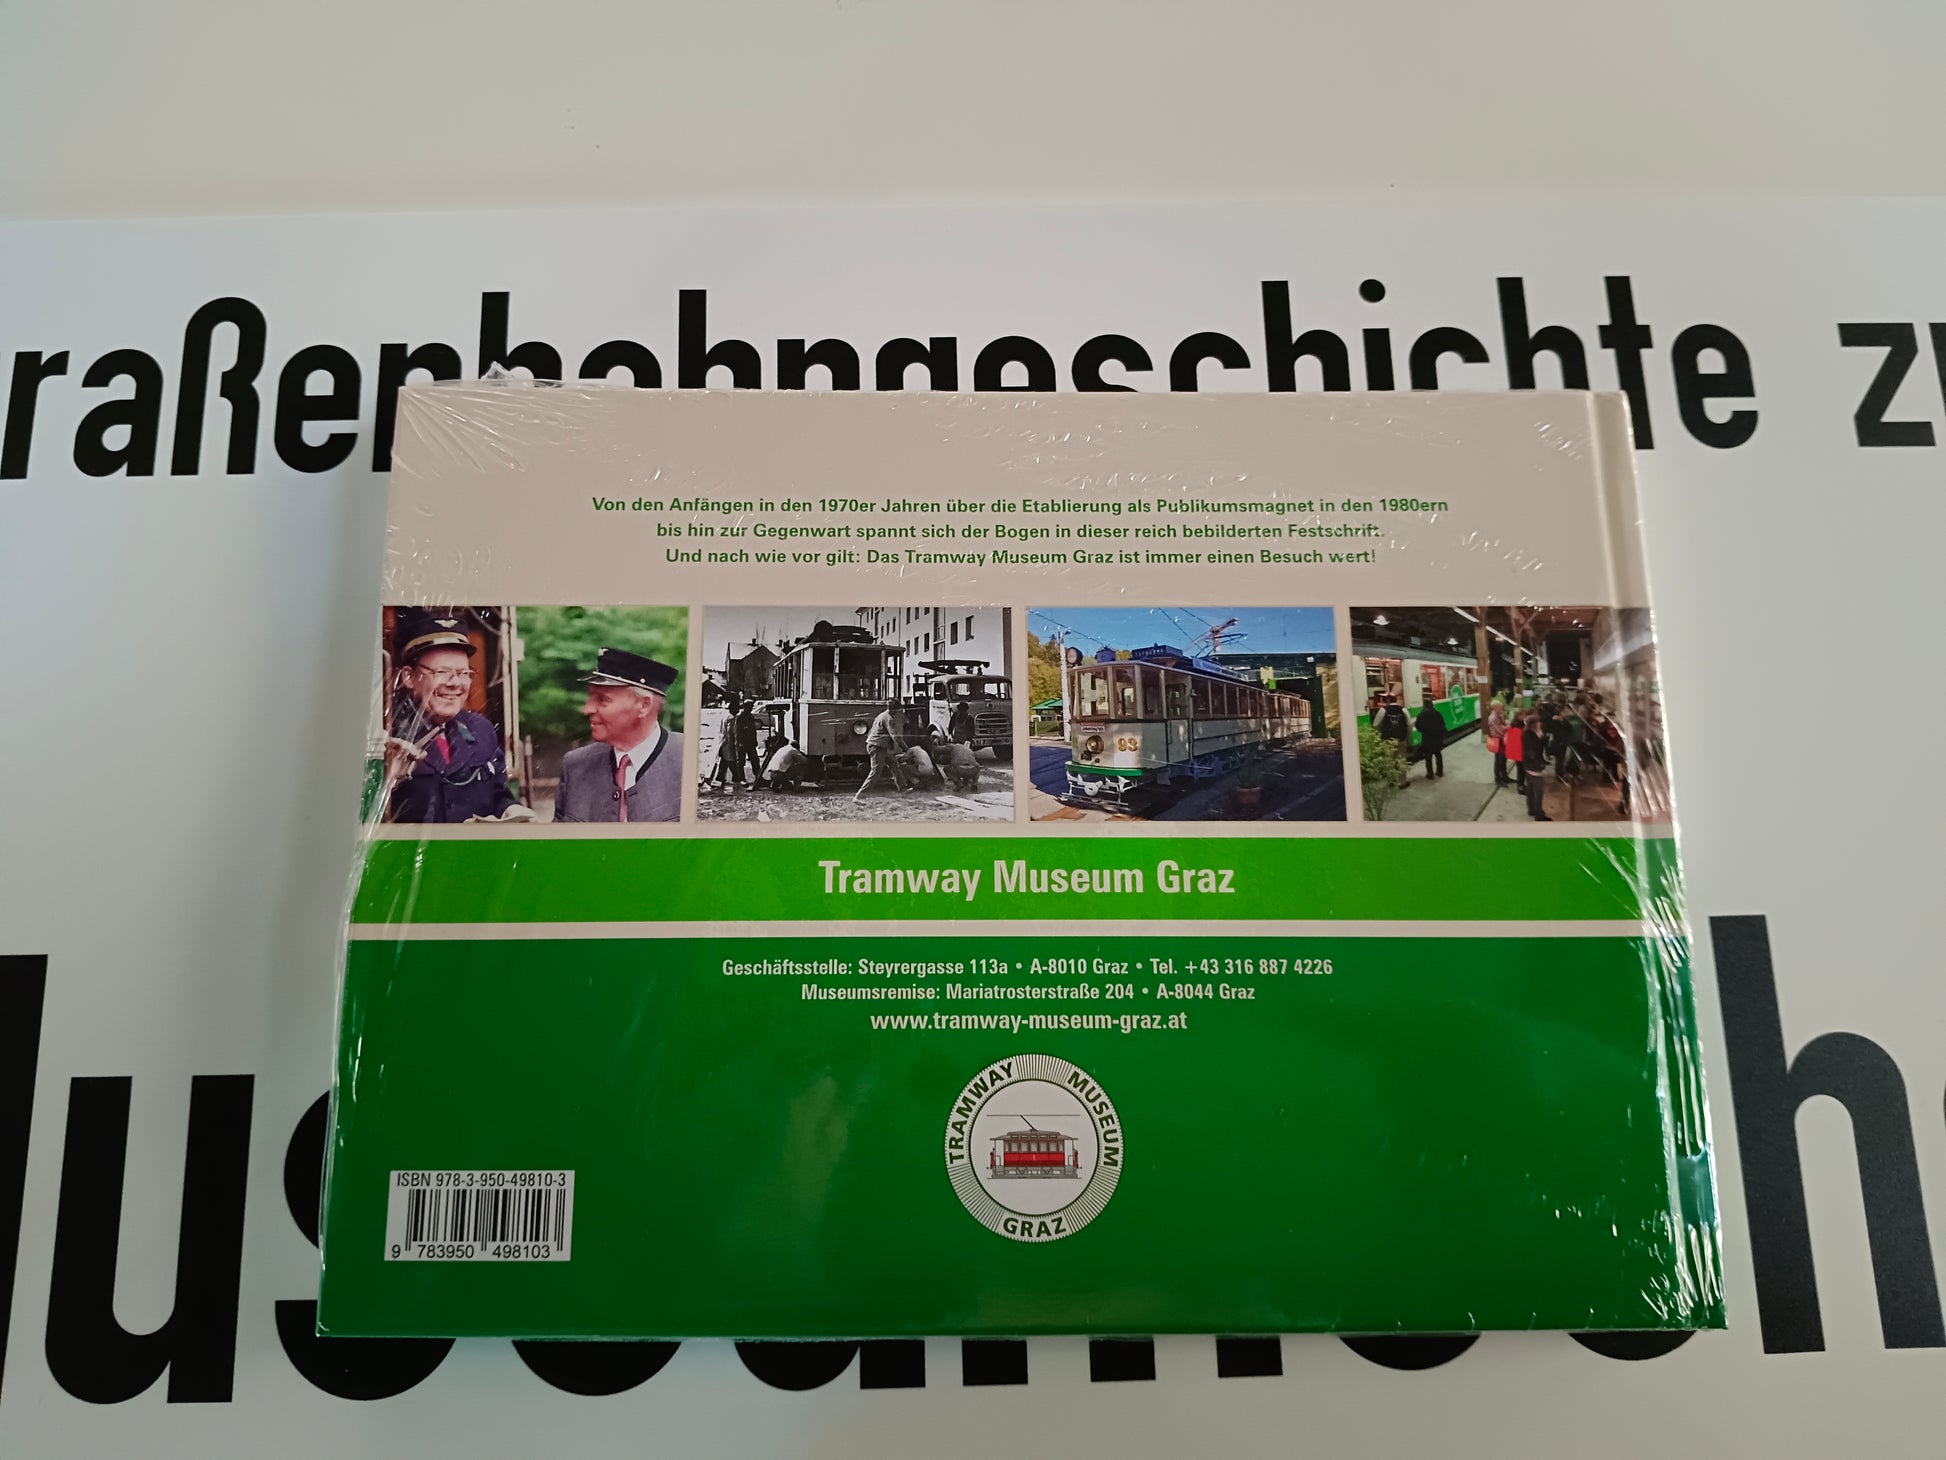 raßenbahngeschichte z
Von den Anfängen in den 1970er Jahren über die Etablierung als Publikumsmagnet in den 1980ern
bis hin zur Gegenwart spannt sich der Bogen in dieser reich bebilderten Festschrift.
Und nach wie vor gilt: Das Tramway Museum Graz ist immer einen Besuch wert!
93
Tramway Museum Graz
Geschäftsstelle: Steyrergasse 113a • A-8010 Graz • Tel. +43 316 887 4226
Museumsremise: Mariatrosterstraße 204 • A-8044 Graz
www.tramway-museum-graz.at
TRAMWAY MUSEUM
GRAZ
ISBN 978-3-950-49810-3
9 783950 498103